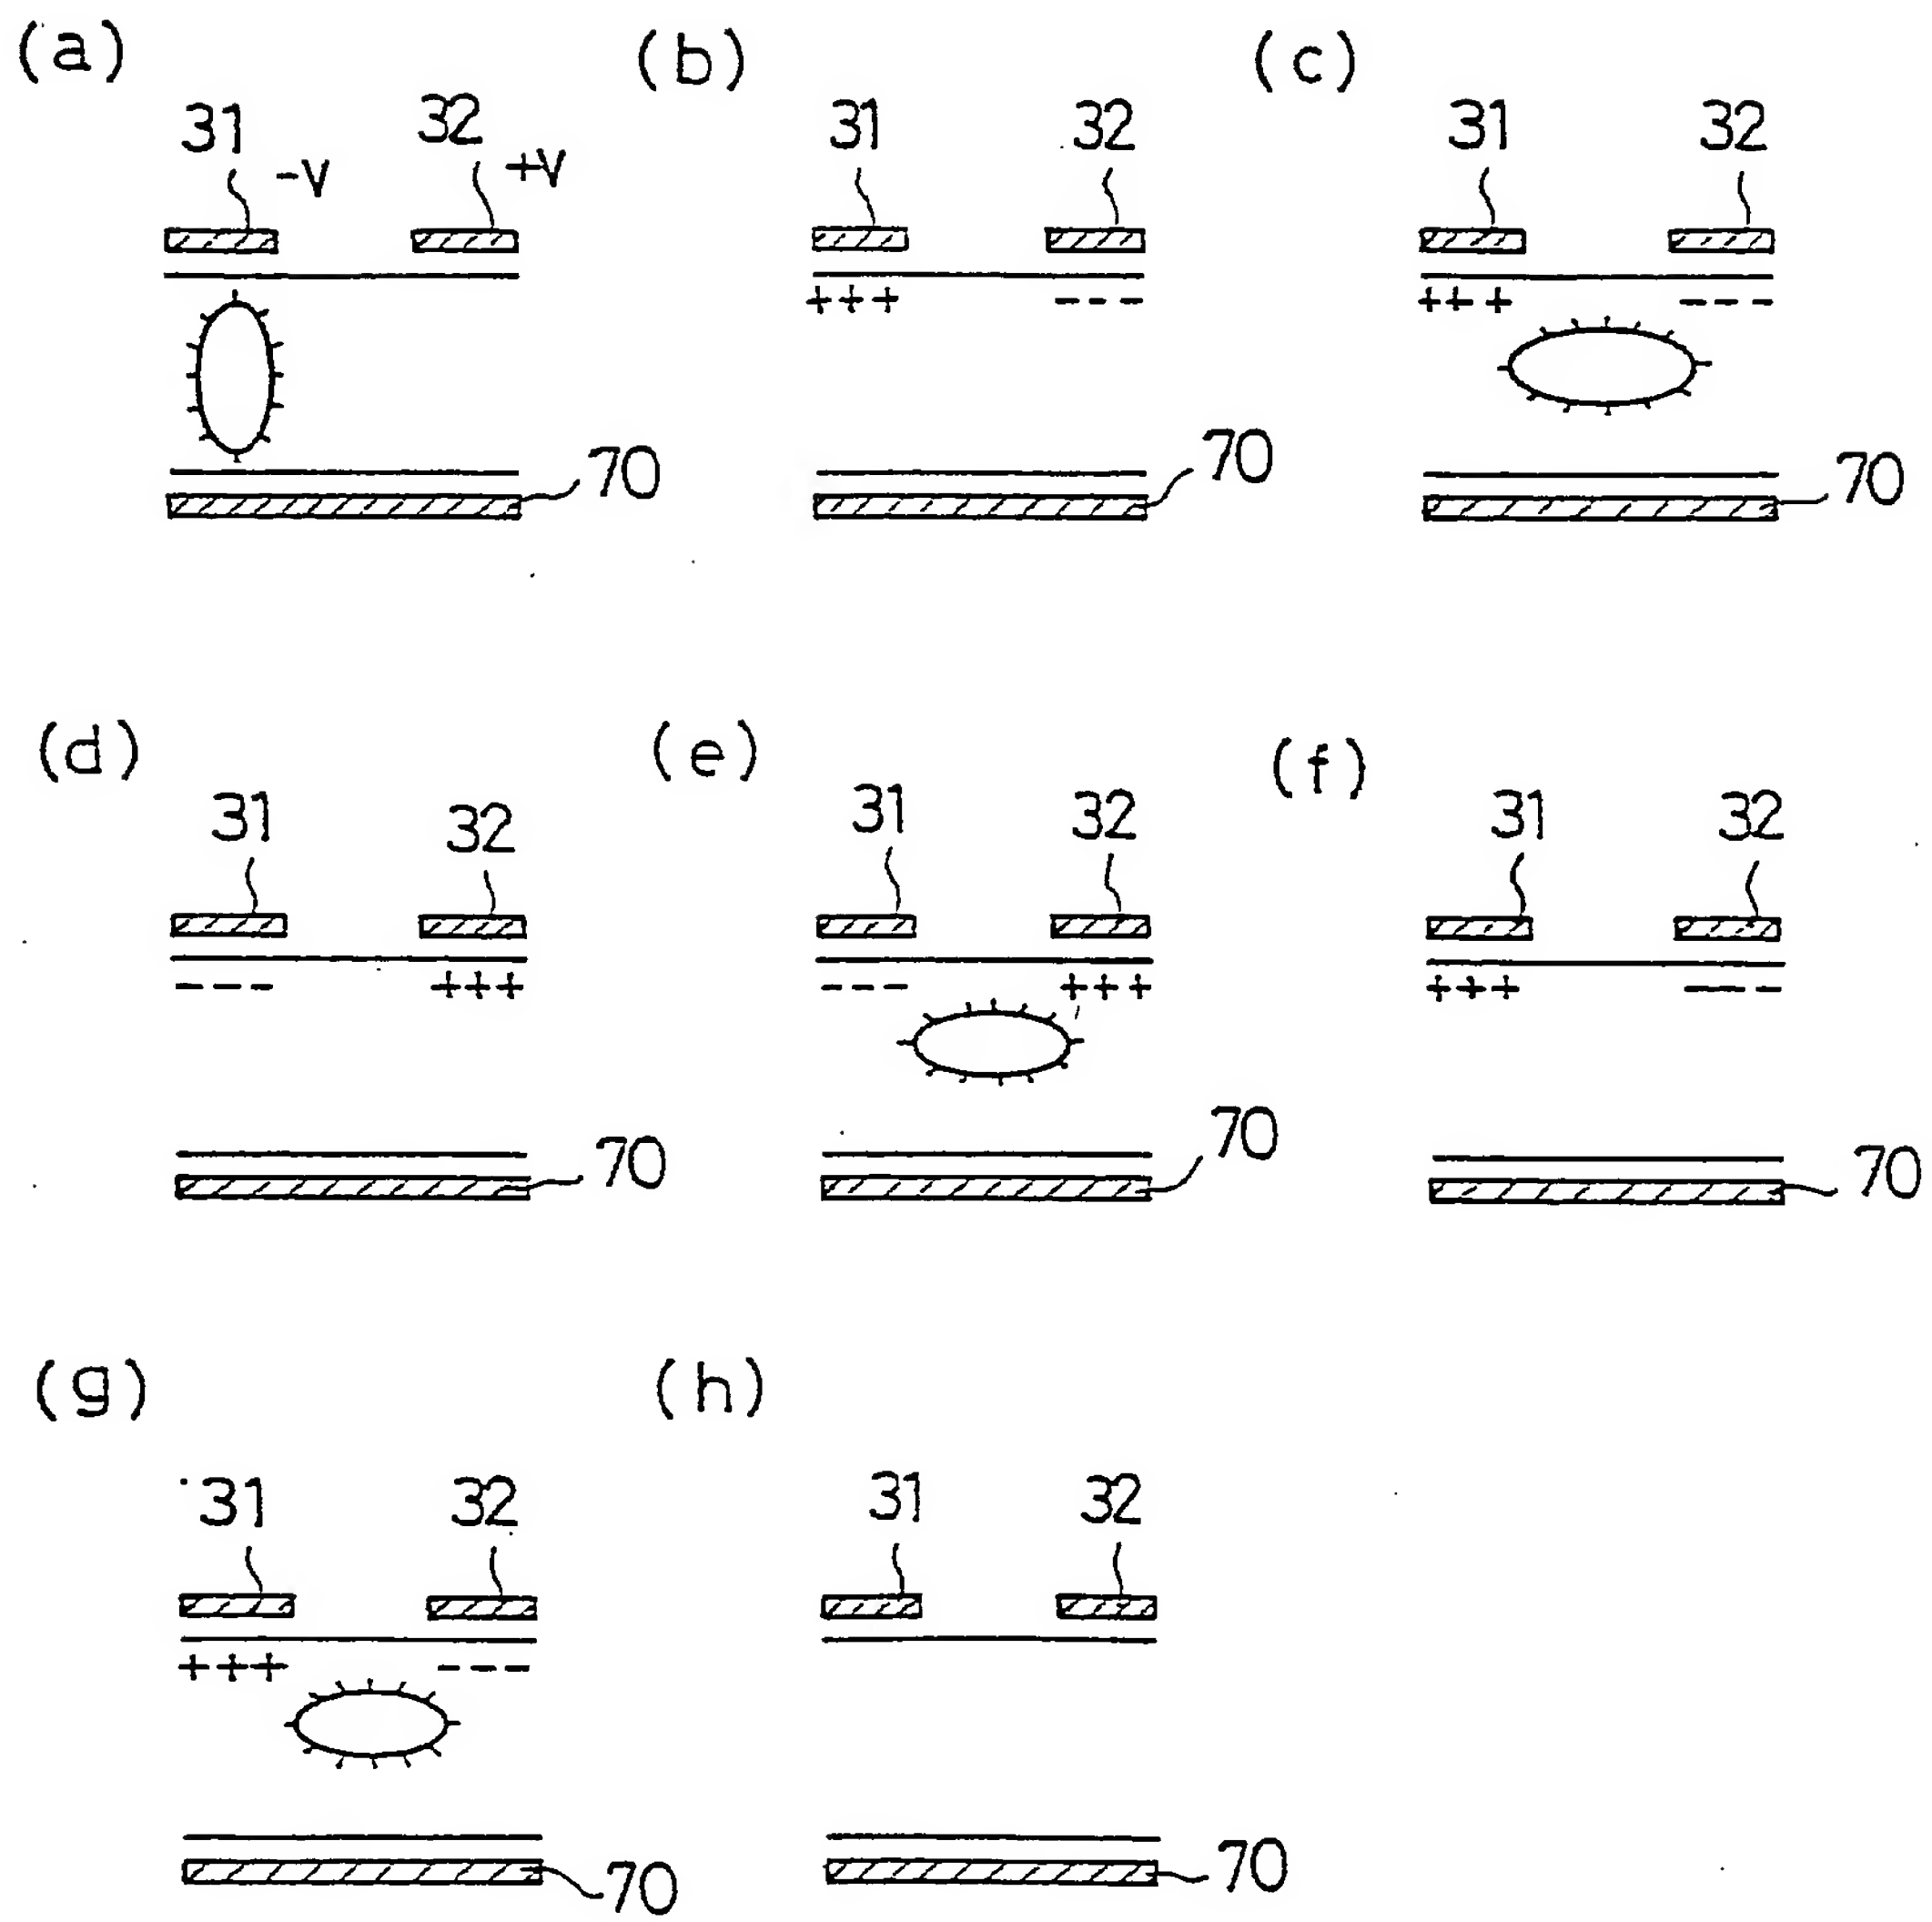 (a) (b) (c)
31 -V 32 +V 31 32 31 32
+++ --- +++ ---
70 70 70
(d) (e) (f)
31 32 31 32 31 32
--- +++ --- +++ +++ ---
70 70 70
(g) (h)
31 32 31 32
+++ ---
70 70